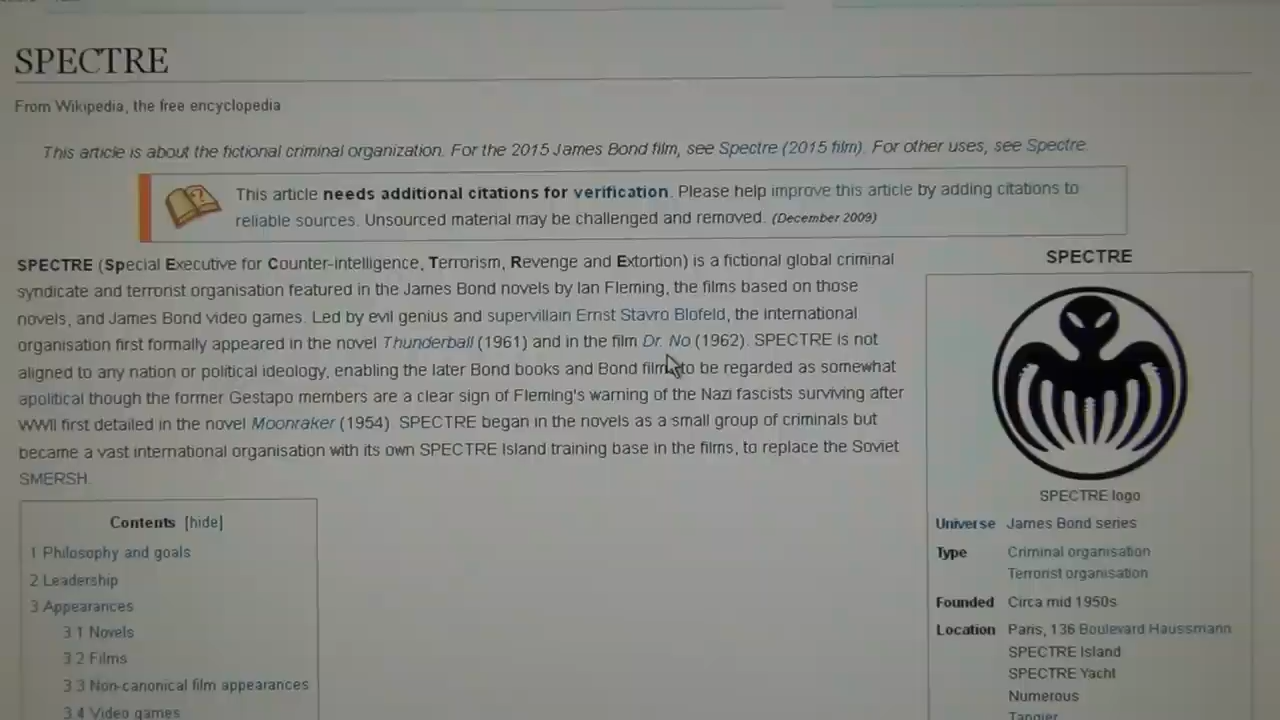 SPECTRE
From Wikipedia, the free encyclopedia
This article is about the fictional criminal organization. For the 2015 James Bond film, see Spectre (2015 film). For other uses, see Spectre.
This article needs additional citations for verification. Please help improve this article by adding citations to
reliable sources. Unsourced material may be challenged and removed. (December 2009)
SPECTRE (Special Executive for Counter-intelligence, Terrorism, Revenge and Extortion) is a fictional global criminal
syndicate and terrorist organisation featured in the James Bond novels by Ian Fleming, the films based on those
novels, and James Bond video games. Led by evil genius and supervillain Ernst Stavro Blofeld, the international
organisation first formally appeared in the novel Thunderball (1961) and in the film Dr. No (1962). SPECTRE is not
aligned to any nation or political ideology, enabling the later Bond books and Bond films to be regarded as somewhat
apolitical though the former Gestapo members are a clear sign of Fleming's warning of the Nazi fascists surviving after
WWII first detailed in the novel Moonraker (1954). SPECTRE began in the novels as a small group of criminals but
became a vast international organisation with its own SPECTRE Island training base in the films, to replace the Soviet
SMERSH.
Contents [hide]
1 Philosophy and goals
2 Leadership
3 Appearances
3.1 Novels
3.2 Films
3.3 Non-canonical film appearances
3.4 Video games
SPECTRE
SPECTRE logo
Universe James Bond series
Type Criminal organisation
Terrorist organisation
Founded Circa mid 1950s
Location Paris, 136 Boulevard Haussmann
SPECTRE Island
SPECTRE Yacht
Numerous
Tangier